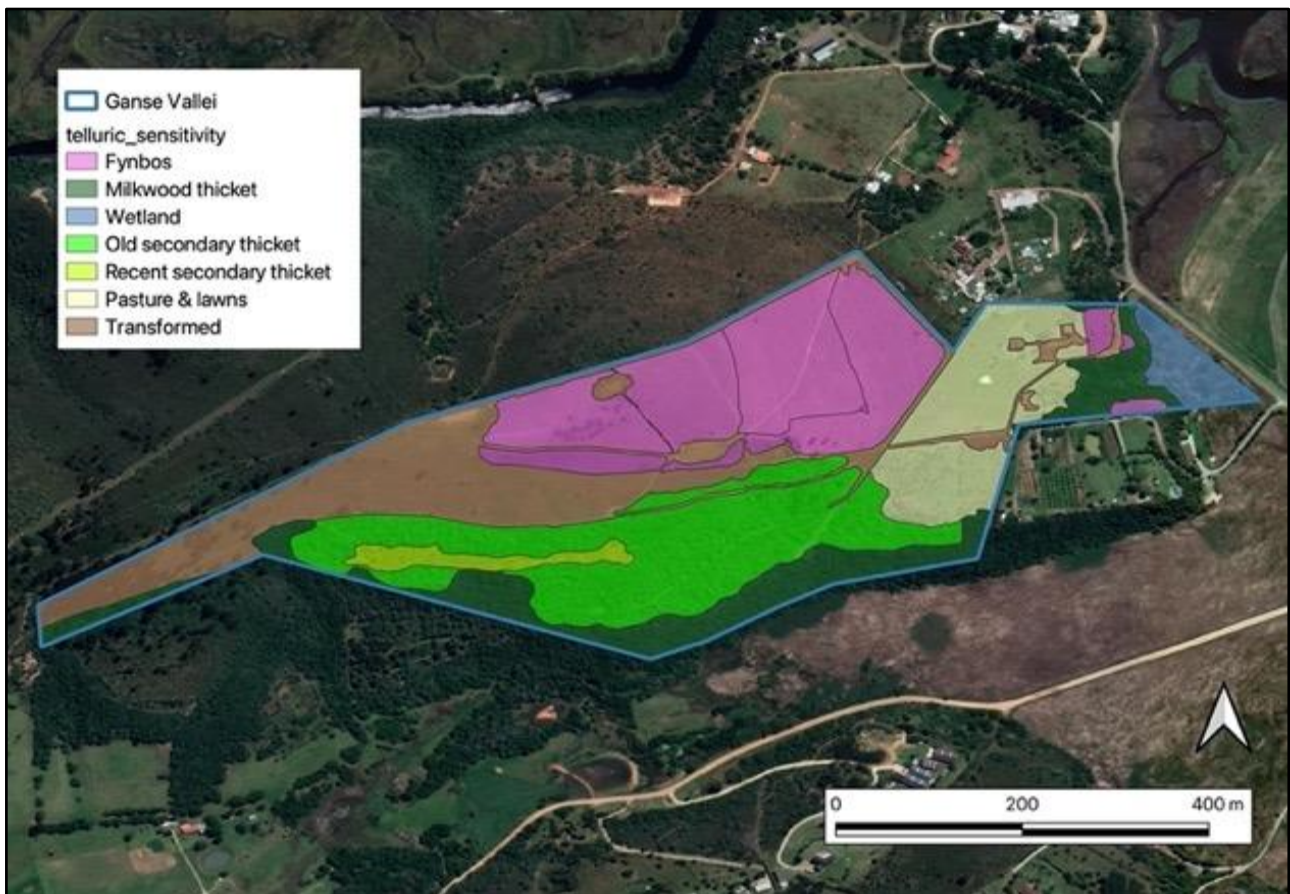 Ganse Vallei
telluric_sensitivity
Fynbos
Milkwood thicket
Wetland
Old secondary thicket
Recent secondary thicket
Pasture & lawns
Transformed
0 200 400 m